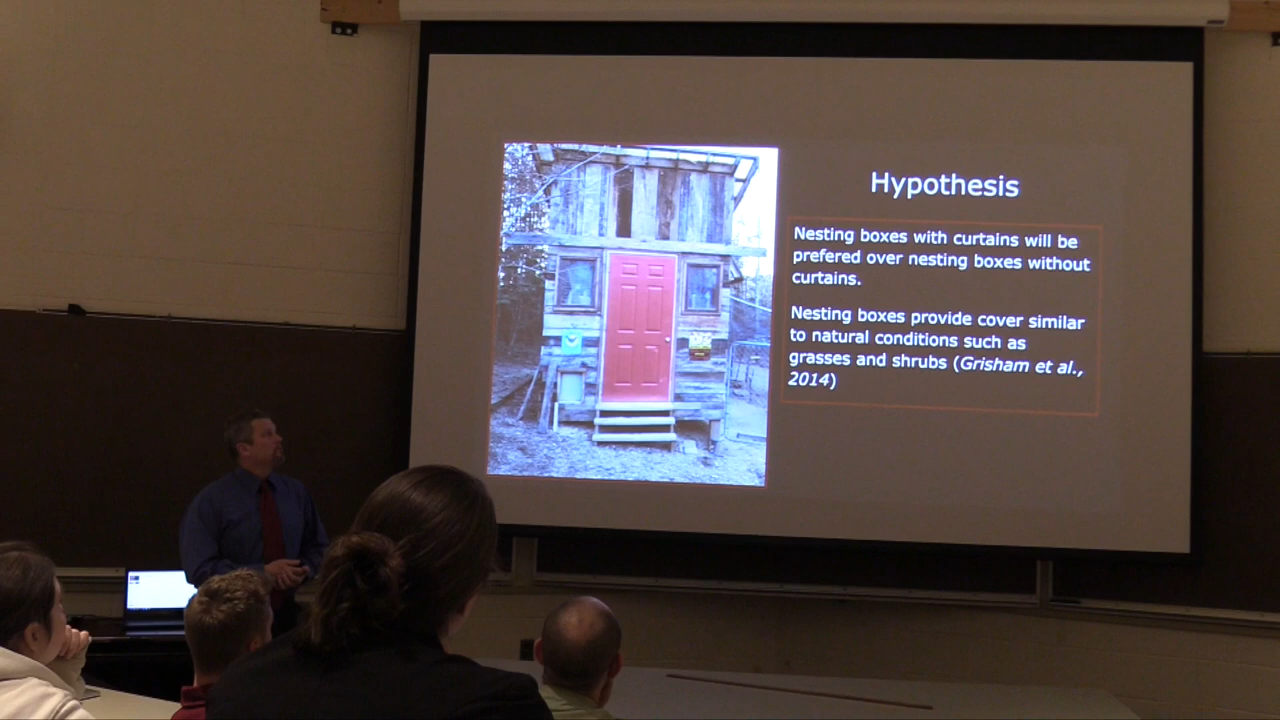 Hypothesis
Nesting boxes with curtains will be
prefered over nesting boxes without
curtains.
Nesting boxes provide cover similar
to natural conditions such as
grasses and shrubs (Grisham et al.,
2014)